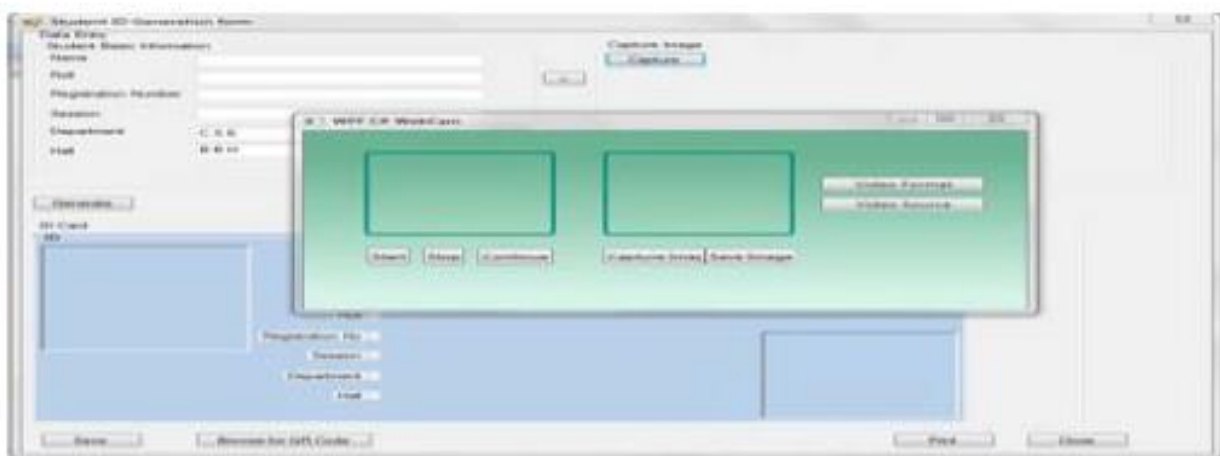 Student ID Generation form
Data Entry
Student Basic Information
Name
Roll
Registration Number
Session
Department
C S E
Hall
Capture Image
Capture
WPF C# WebCam
Video Format
Video Source
Start
Stop
Continue
Capture Imag
Save Image
Generate
ID Card
ID
Registration No
Session
Department
Hall
Save
Browse for QR Code
Print
Close